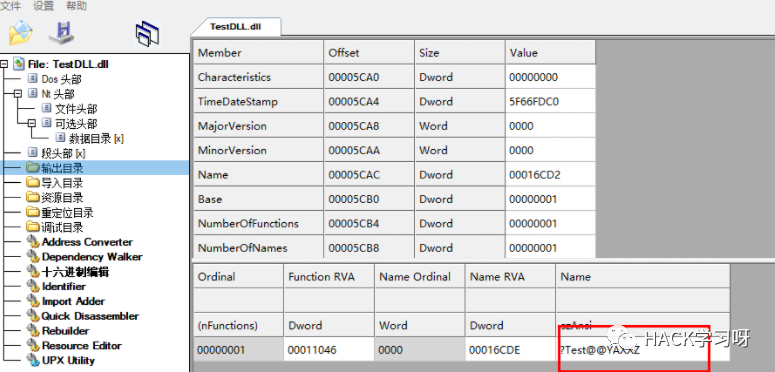 文件 设置 帮助
TestDLL.dll
File: TestDLL.dll
Dos 头部
Nt 头部
文件头部
可选头部
数据目录 [x]
段头部 [x]
输出目录
导入目录
资源目录
重定位目录
调试目录
Address Converter
Dependency Walker
十六进制编辑
Identifier
Import Adder
Quick Disassembler
Rebuilder
Resource Editor
UPX Utility
Member Offset Size Value
Characteristics 00005CA0 Dword 00000000
TimeDateStamp 00005CA4 Dword 5F66FDC0
MajorVersion 00005CA8 Word 0000
MinorVersion 00005CAA Word 0000
Name 00005CAC Dword 00016CD2
Base 00005CB0 Dword 00000001
NumberOfFunctions 00005CB4 Dword 00000001
NumberOfNames 00005CB8 Dword 00000001
Ordinal Function RVA Name Ordinal Name RVA Name
(nFunctions) Dword Word Dword szAnsi
00000001 00011046 0000 00016CDE ?Test@@YAXXZ
HACK学习呀